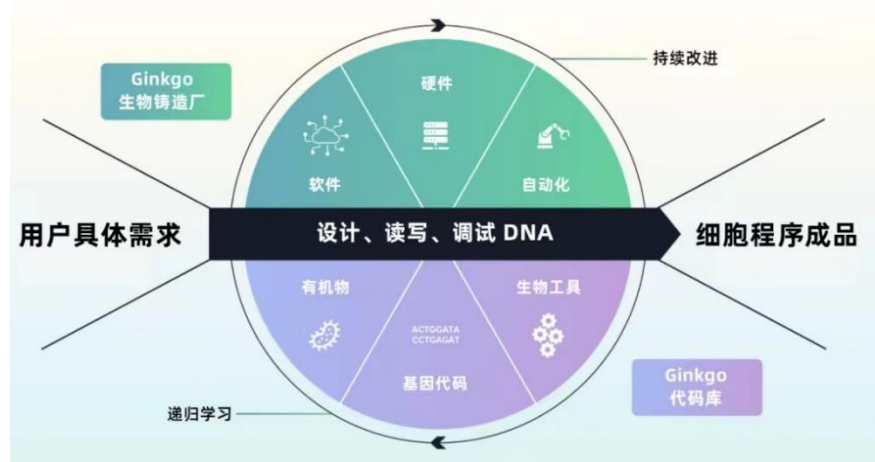 Ginkgo
生物铸造厂
硬件
持续改进
软件
自动化
用户具体需求
设计、读写、调试 DNA
细胞程序成品
有机物
生物工具
ACTGGATA
CCTGAGAT
基因代码
Ginkgo
代码库
递归学习